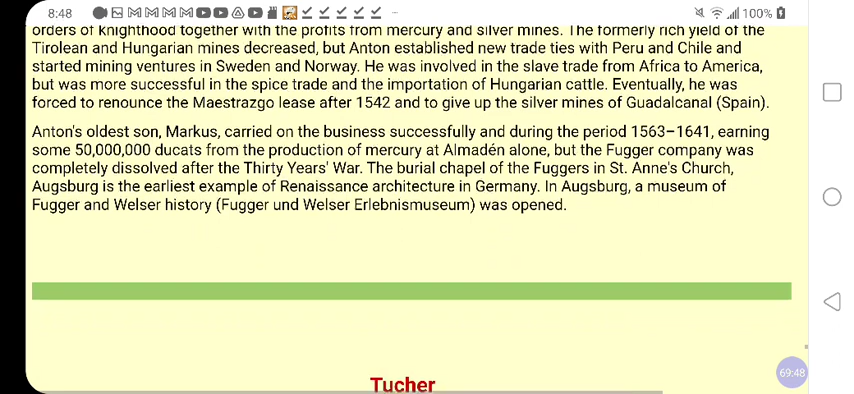 8:48
100%
orders of knighthood together with the profits from mercury and silver mines. The formerly rich yield of the
Tirolean and Hungarian mines decreased, but Anton established new trade ties with Peru and Chile and
started mining ventures in Sweden and Norway. He was involved in the slave trade from Africa to America,
but was more successful in the spice trade and the importation of Hungarian cattle. Eventually, he was
forced to renounce the Maestrazgo lease after 1542 and to give up the silver mines of Guadalcanal (Spain).
Anton's oldest son, Markus, carried on the business successfully and during the period 1563–1641, earning
some 50,000,000 ducats from the production of mercury at Almadén alone, but the Fugger company was
completely dissolved after the Thirty Years' War. The burial chapel of the Fuggers in St. Anne's Church,
Augsburg is the earliest example of Renaissance architecture in Germany. In Augsburg, a museum of
Fugger and Welser history (Fugger und Welser Erlebnismuseum) was opened.
69:48
Tucher